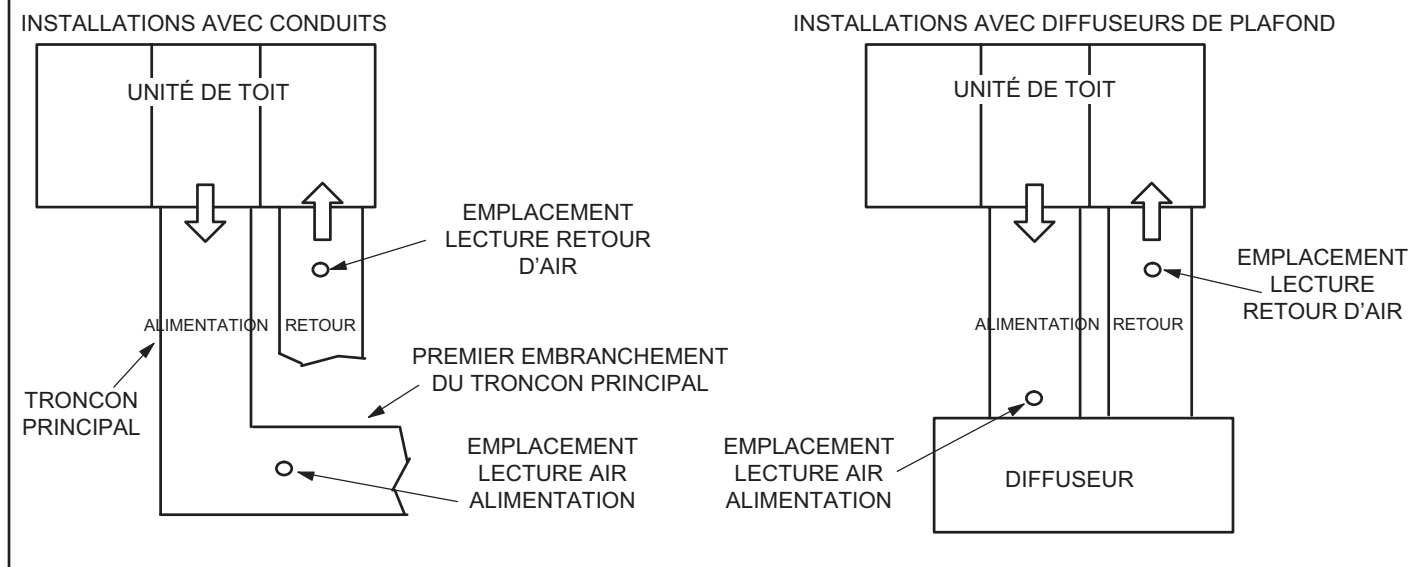 INSTALLATIONS AVEC CONDUITS
UNITÉ DE TOIT
EMPLACEMENT
LECTURE RETOUR
D'AIR
ALIMENTATION
RETOUR
PREMIER EMBRANCHEMENT
DU TRONCON PRINCIPAL
TRONCON
PRINCIPAL
EMPLACEMENT
LECTURE AIR
ALIMENTATION
INSTALLATIONS AVEC DIFFUSEURS DE PLAFOND
UNITÉ DE TOIT
EMPLACEMENT
LECTURE
RETOUR D'AIR
ALIMENTATION
RETOUR
EMPLACEMENT
LECTURE AIR
ALIMENTATION
DIFFUSEUR